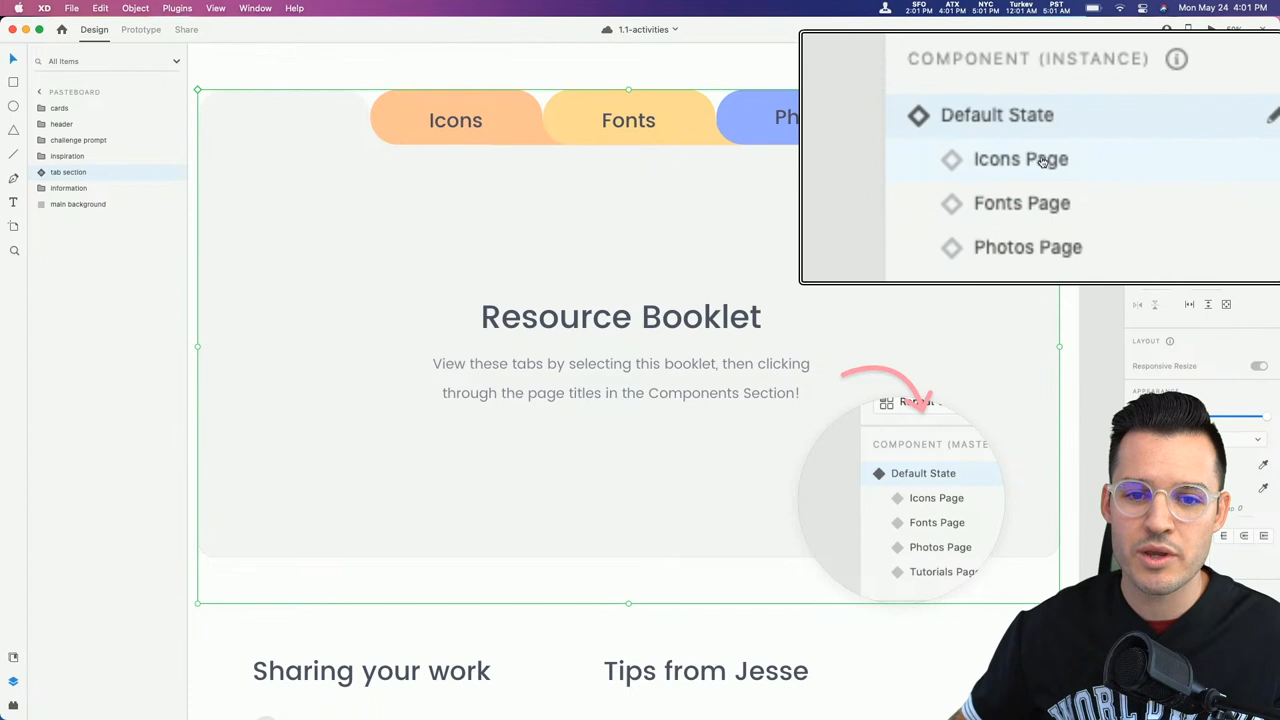 XD File Edit Object Plugins View Window Help
SFO ATX NYC Turkey PST
2:01 PM 4:01 PM 5:01 PM 12:01 AM 5:01 AM
Mon May 24 4:01 PM
Design Prototype Share
1.1-activities
All Items
PASTEBOARD
cards
header
challenge prompt
inspiration
tab section
information
main background
Icons
Fonts
Ph
COMPONENT (INSTANCE)
Default State
Icons Page
Fonts Page
Photos Page
LAYOUT
Responsive Resize
Resource Booklet
View these tabs by selecting this booklet, then clicking
through the page titles in the Components Section!
COMPONENT (MASTE
Default State
Icons Page
Fonts Page
Photos Page
Tutorials Pag
Sharing your work
Tips from Jesse